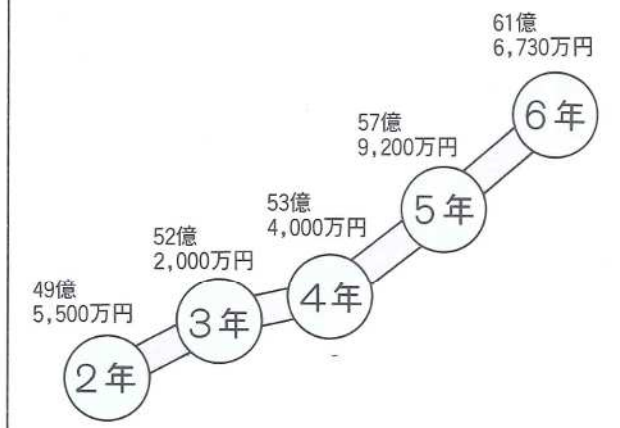 49億
5,500万円
2年
52億
2,000万円
3年
53億
4,000万円
4年
57億
9,200万円
5年
61億
6,730万円
6年